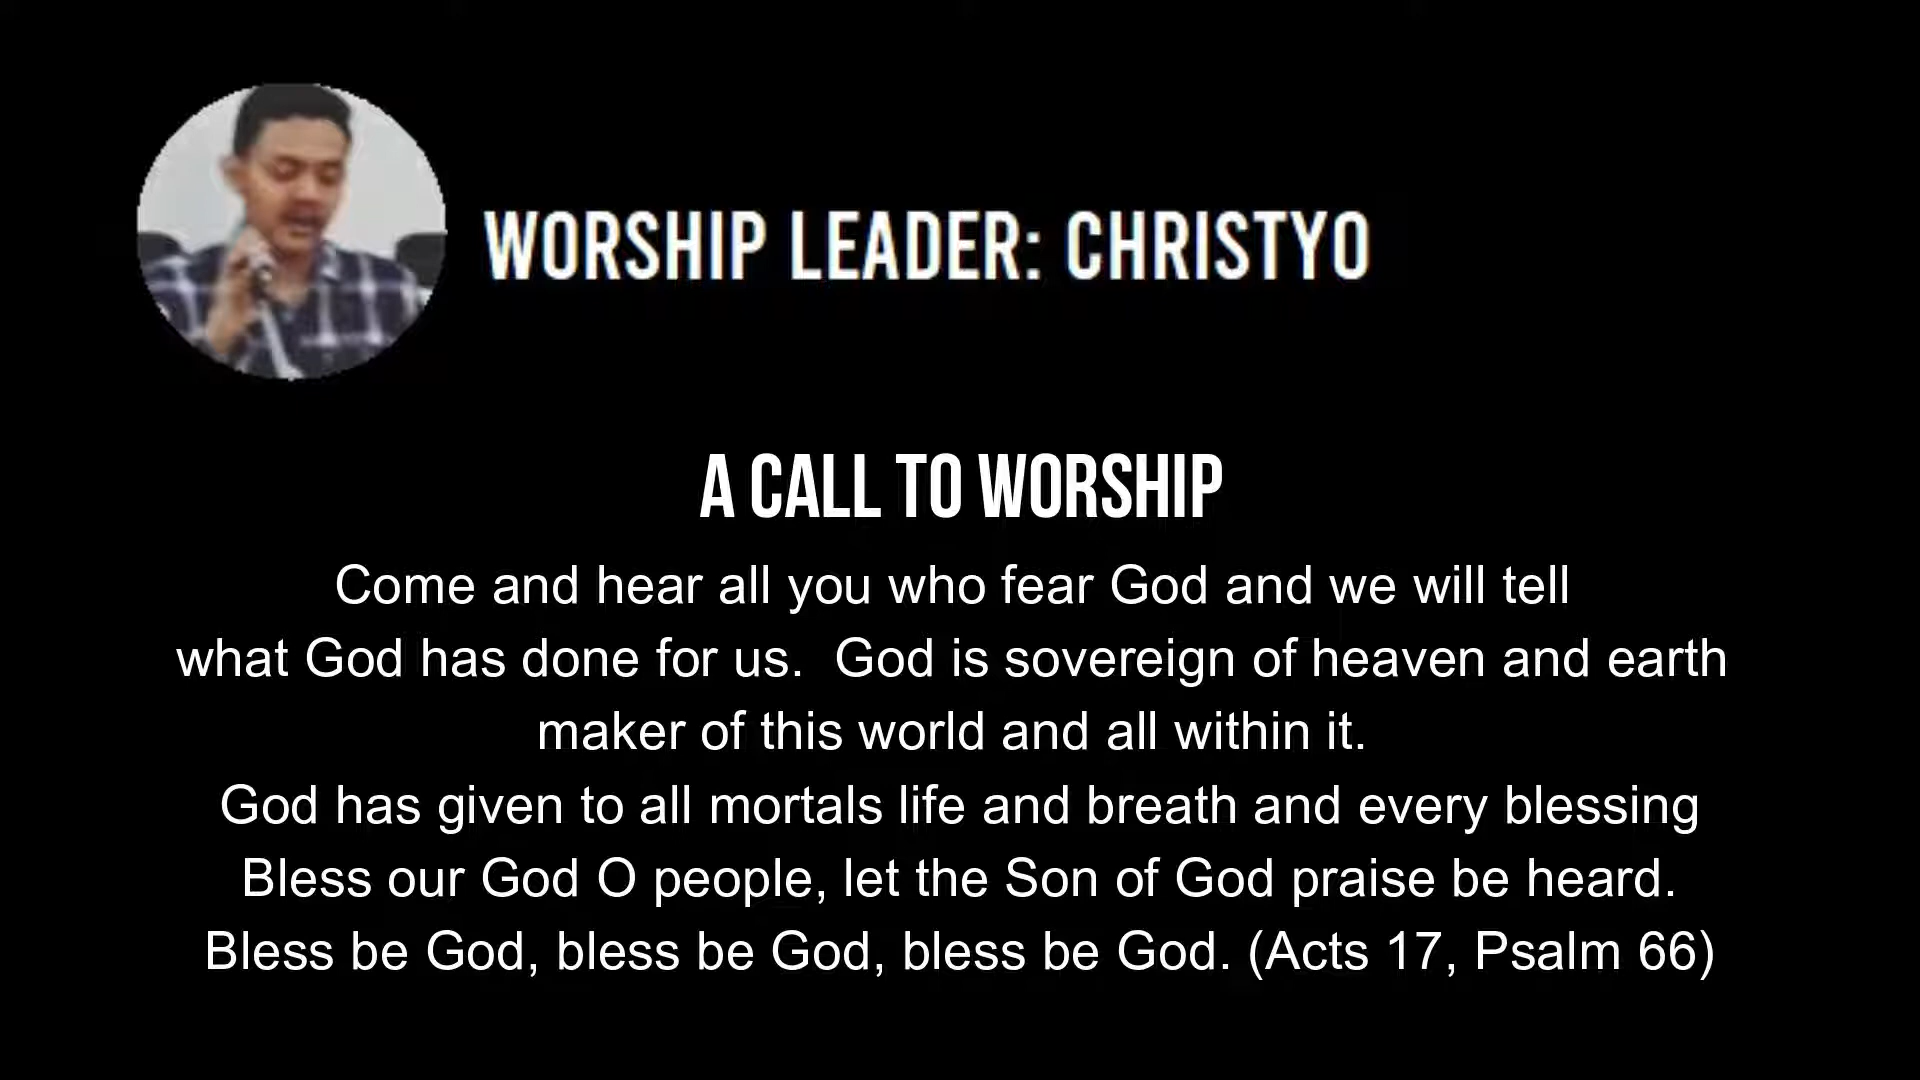 WORSHIP LEADER: CHRISTYO
A CALL TO WORSHIP
Come and hear all you who fear God and we will tell
what God has done for us.  God is sovereign of heaven and earth
maker of this world and all within it.
God has given to all mortals life and breath and every blessing
Bless our God O people, let the Son of God praise be heard.
Bless be God, bless be God, bless be God. (Acts 17, Psalm 66)